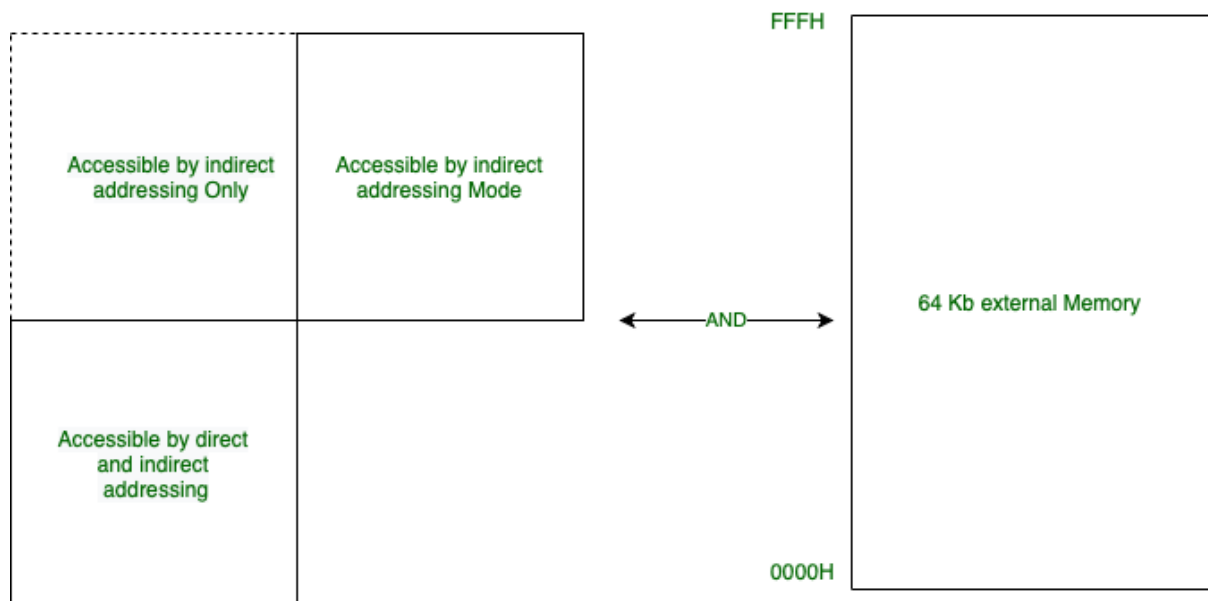 FFFH
Accessible by indirect
addressing Only
Accessible by indirect
addressing Mode
64 Kb external Memory
AND
Accessible by direct
and indirect
addressing
0000H